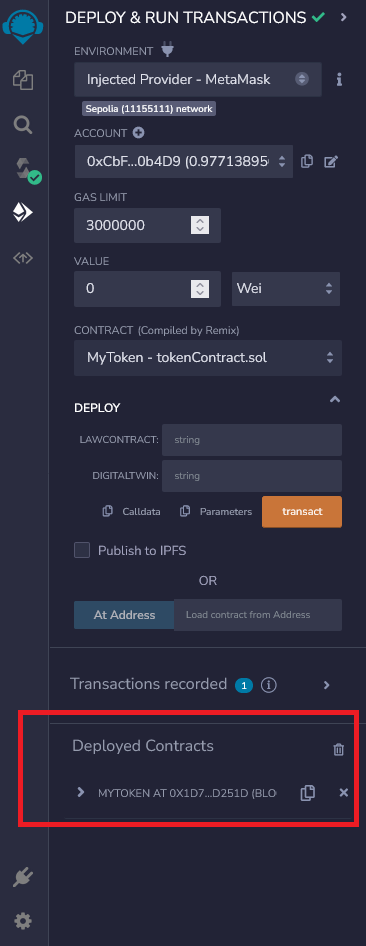 DEPLOY & RUN TRANSACTIONS
ENVIRONMENT
Injected Provider - MetaMask
Sepolia (11155111) network
ACCOUNT
0xCbF...0b4D9 (0.97713895
GAS LIMIT
3000000
VALUE
0 Wei
CONTRACT (Compiled by Remix)
MyToken - tokenContract.sol
DEPLOY
LAWCONTRACT: string
DIGITALTWIN: string
Calldata Parameters transact
Publish to IPFS
OR
At Address Load contract from Address
Transactions recorded 1
Deployed Contracts
MYTOKEN AT 0X1D7...D251D (BLO